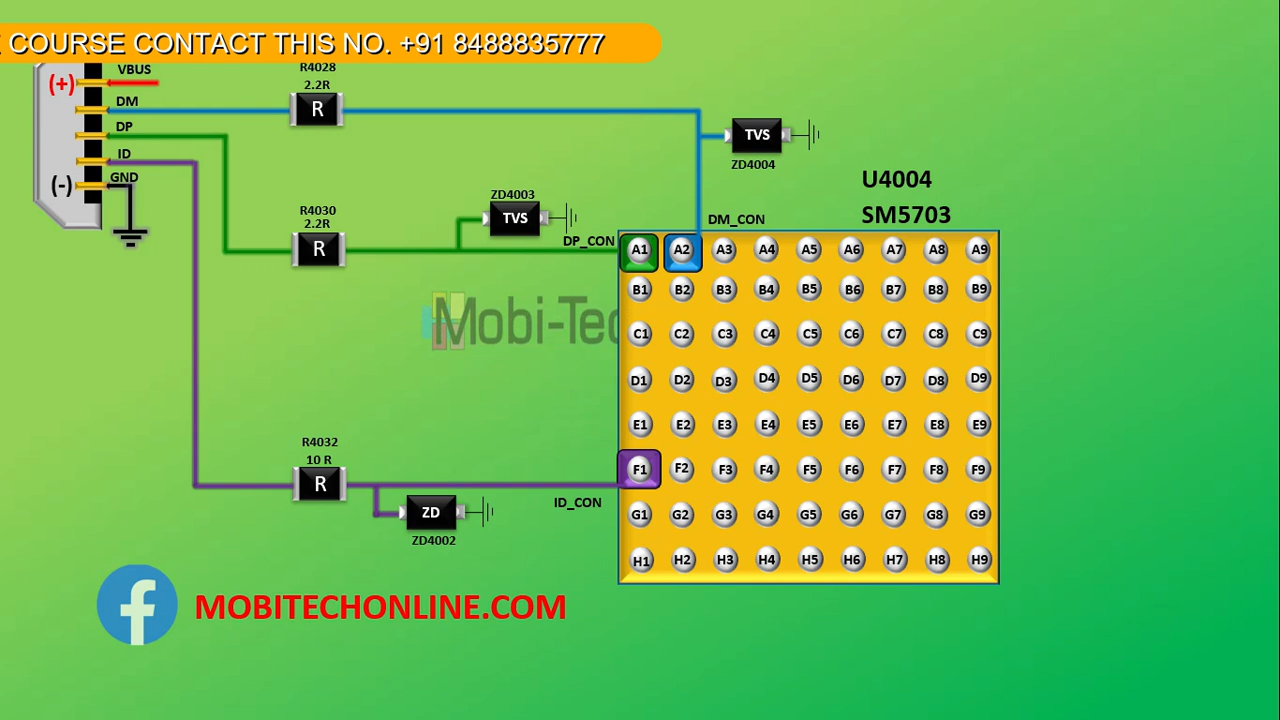 COURSE CONTACT THIS NO. +91 8488835777
(+)
VBUS
DM
DP
ID
(-)
GND
R4028
2.2R
R
TVS
ZD4004
R4030
2.2R
R
ZD4003
TVS
DP_CON
DM_CON
U4004
SM5703
A1 A2 A3 A4 A5 A6 A7 A8 A9
B1 B2 B3 B4 B5 B6 B7 B8 B9
C1 C2 C3 C4 C5 C6 C7 C8 C9
D1 D2 D3 D4 D5 D6 D7 D8 D9
E1 E2 E3 E4 E5 E6 E7 E8 E9
F1 F2 F3 F4 F5 F6 F7 F8 F9
G1 G2 G3 G4 G5 G6 G7 G8 G9
H1 H2 H3 H4 H5 H6 H7 H8 H9
Mobi-Tec
R4032
10 R
R
ID_CON
ZD
ZD4002
f
MOBITECHONLINE.COM